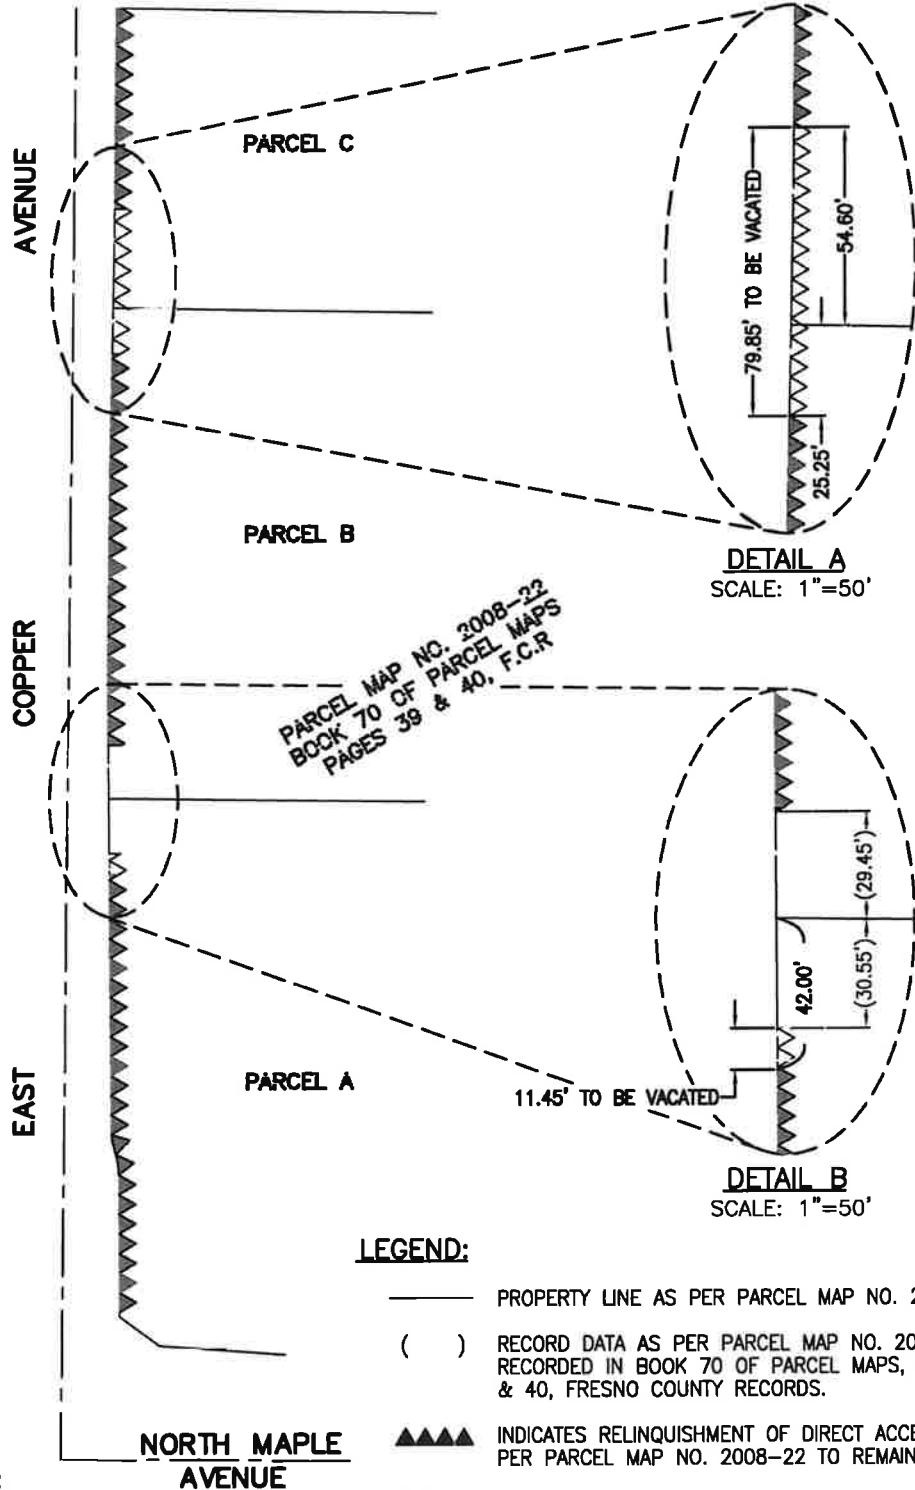 PARCEL C
AVENUE
79.85' TO BE VACATED
54.60'
25.25'
PARCEL B
DETAIL A
SCALE: 1"=50'
PARCEL MAP NO. 2008-22
BOOK 70 OF PARCEL MAPS
PAGES 39 & 40, F.C.R
COPPER
(29.45')
42.00'
(30.55')
PARCEL A
11.45' TO BE VACATED
EAST
DETAIL B
SCALE: 1"=50'
LEGEND:
PROPERTY LINE AS PER PARCEL MAP NO. 2
( ) RECORD DATA AS PER PARCEL MAP NO. 20
RECORDED IN BOOK 70 OF PARCEL MAPS,
& 40, FRESNO COUNTY RECORDS.
INDICATES RELINQUISHMENT OF DIRECT ACCE
PER PARCEL MAP NO. 2008-22 TO REMAIN
NORTH MAPLE
AVENUE